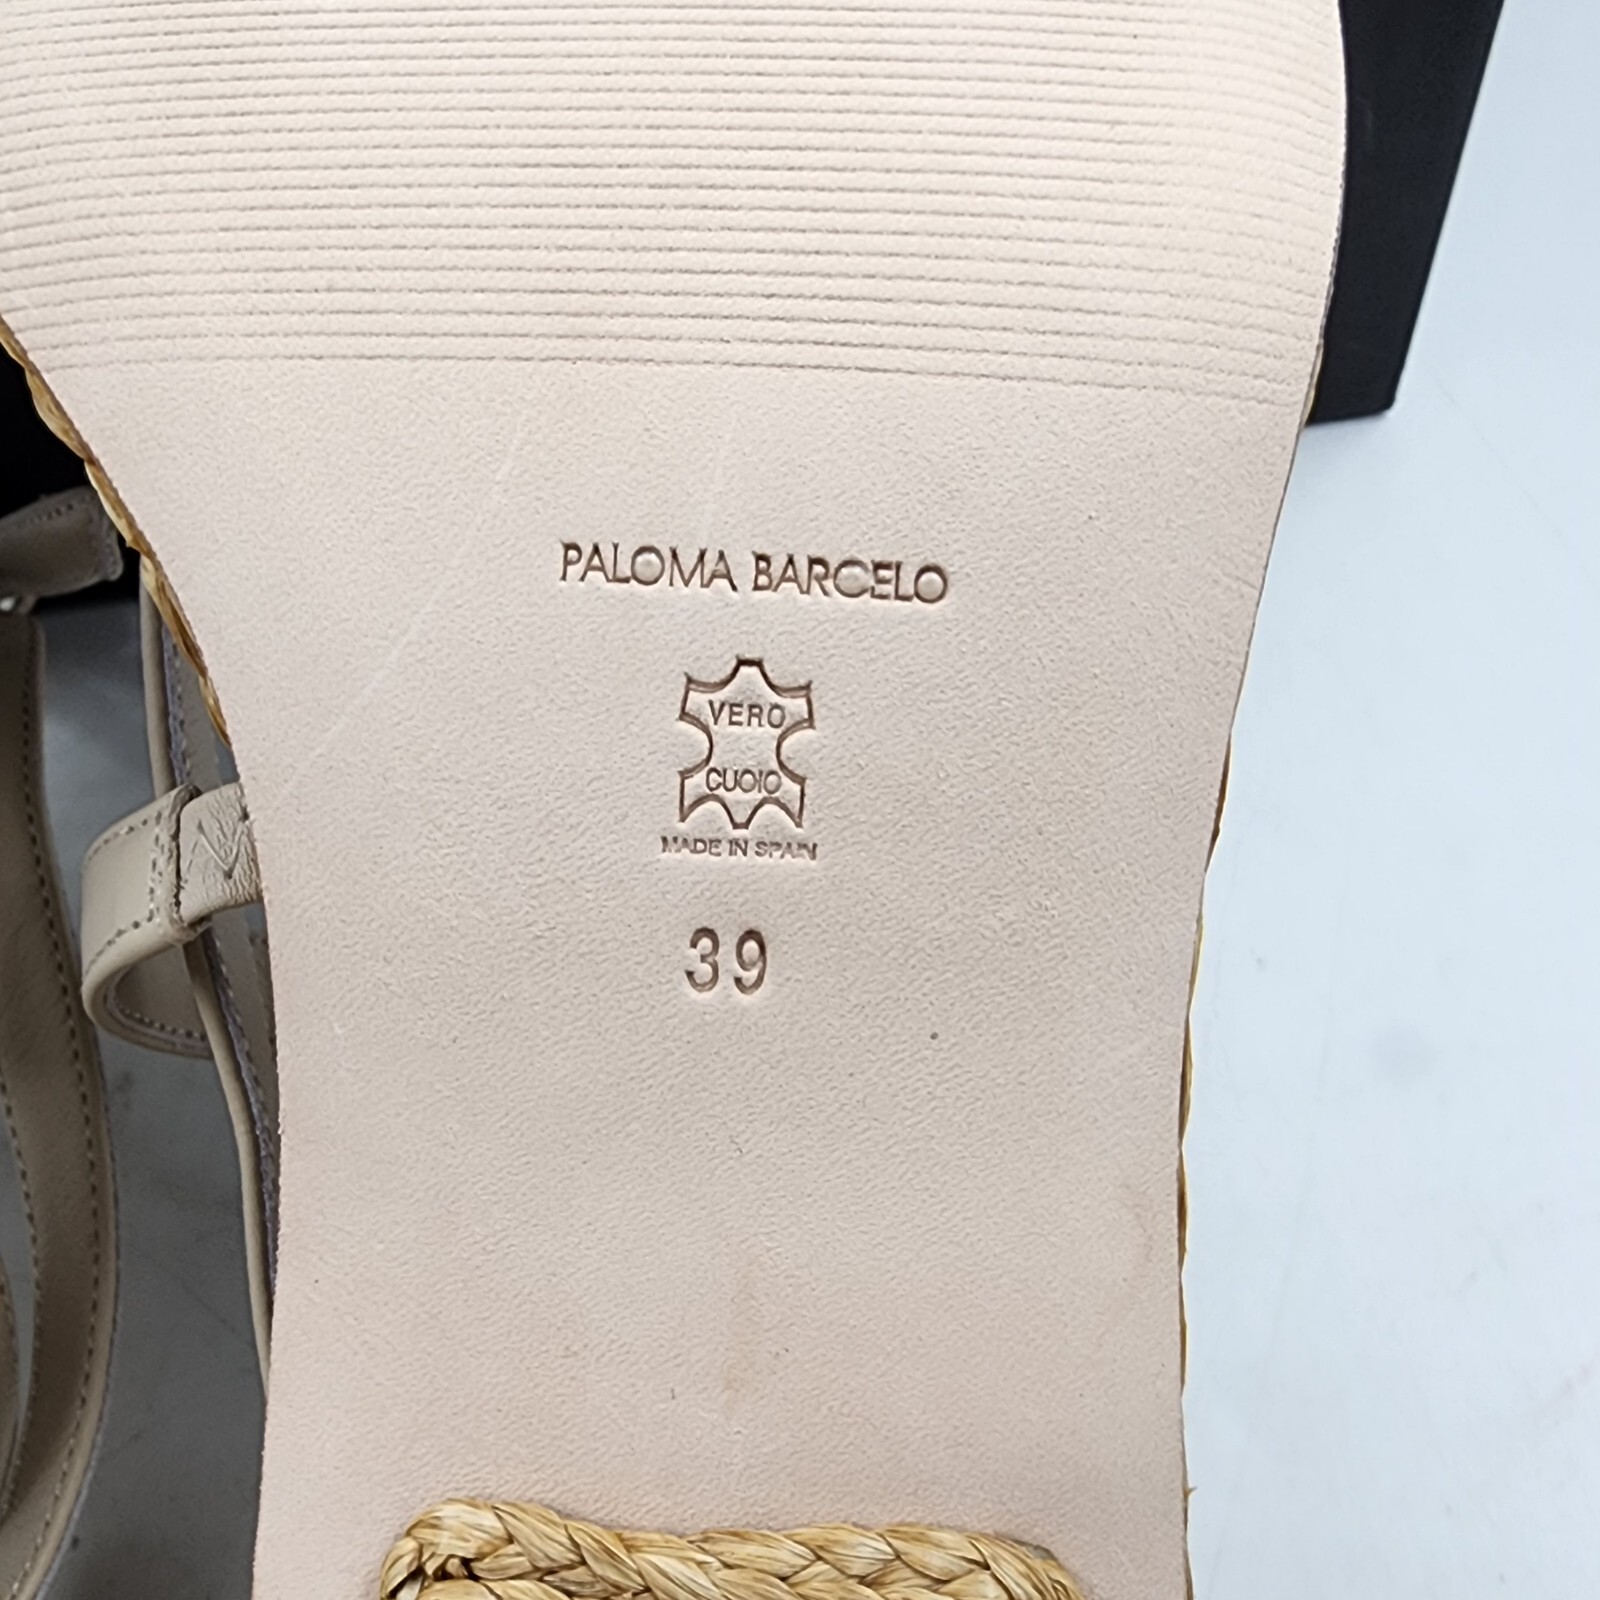 PALOMA BARCELO
VERO
CUOIO
MADE IN SPAIN
39